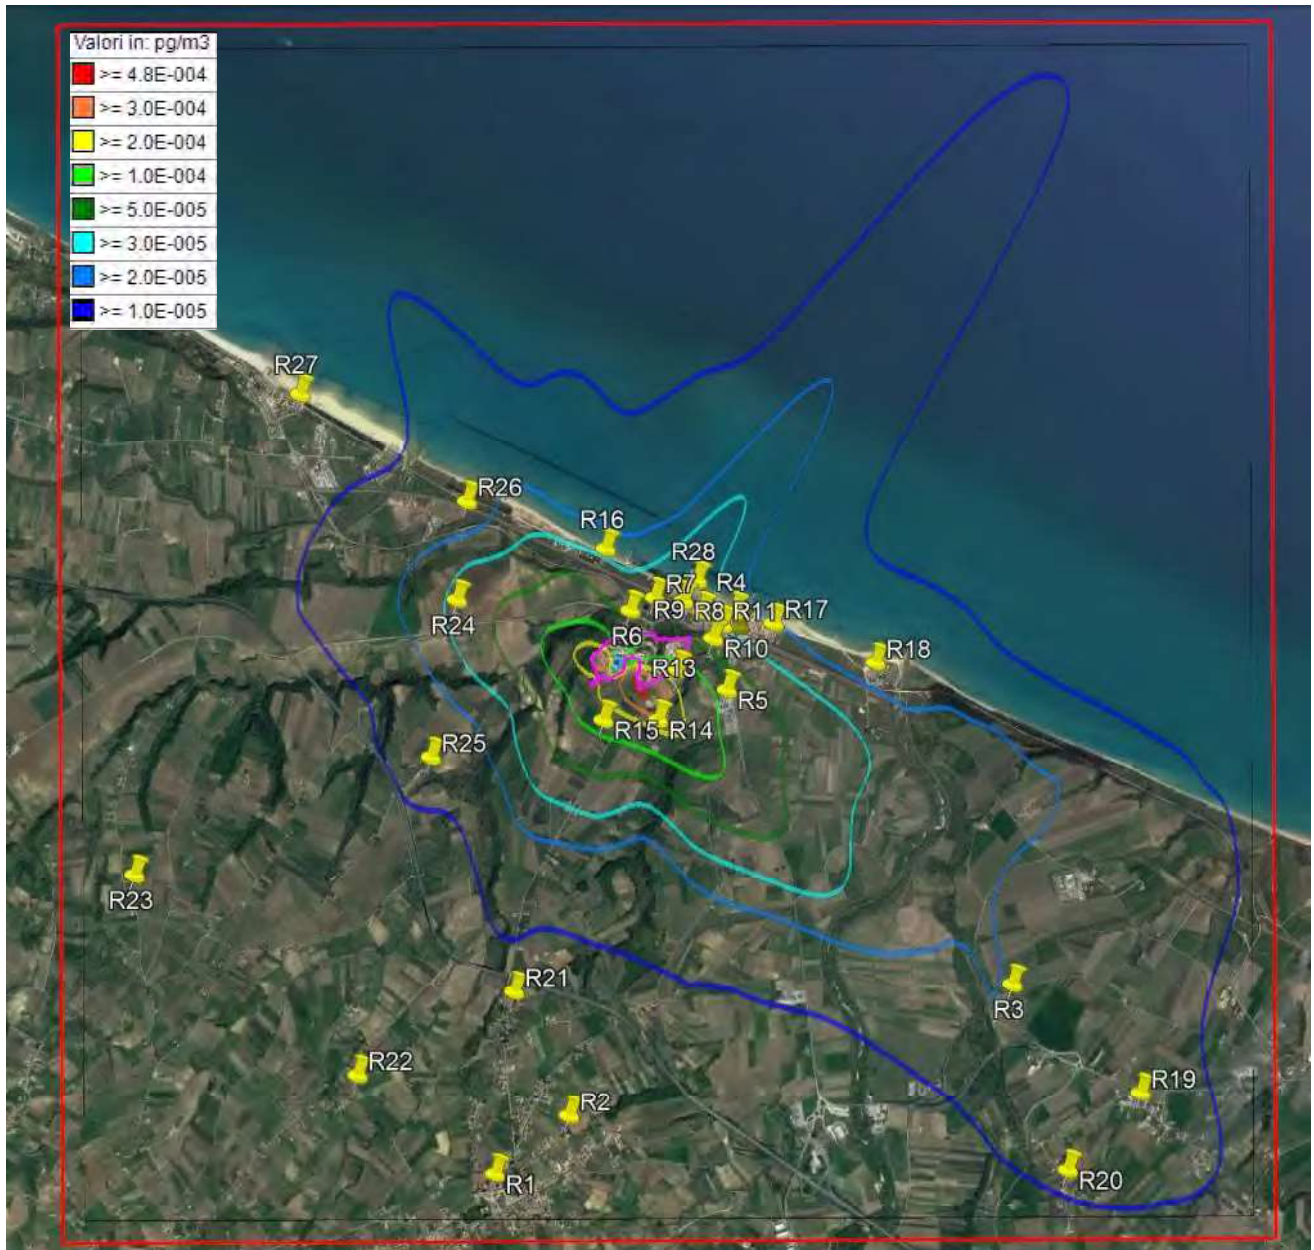 Valori in: pg/m3
>= 4.8E-004
>= 3.0E-004
>= 2.0E-004
>= 1.0E-004
>= 5.0E-005
>= 3.0E-005
>= 2.0E-005
>= 1.0E-005
R27
R26
R16
R28
R7
R4
R24
R9
R8
R11
R17
R6
R10
R18
R13
R5
R15
R14
R25
R23
R21
R3
R22
R19
R2
R1
R20